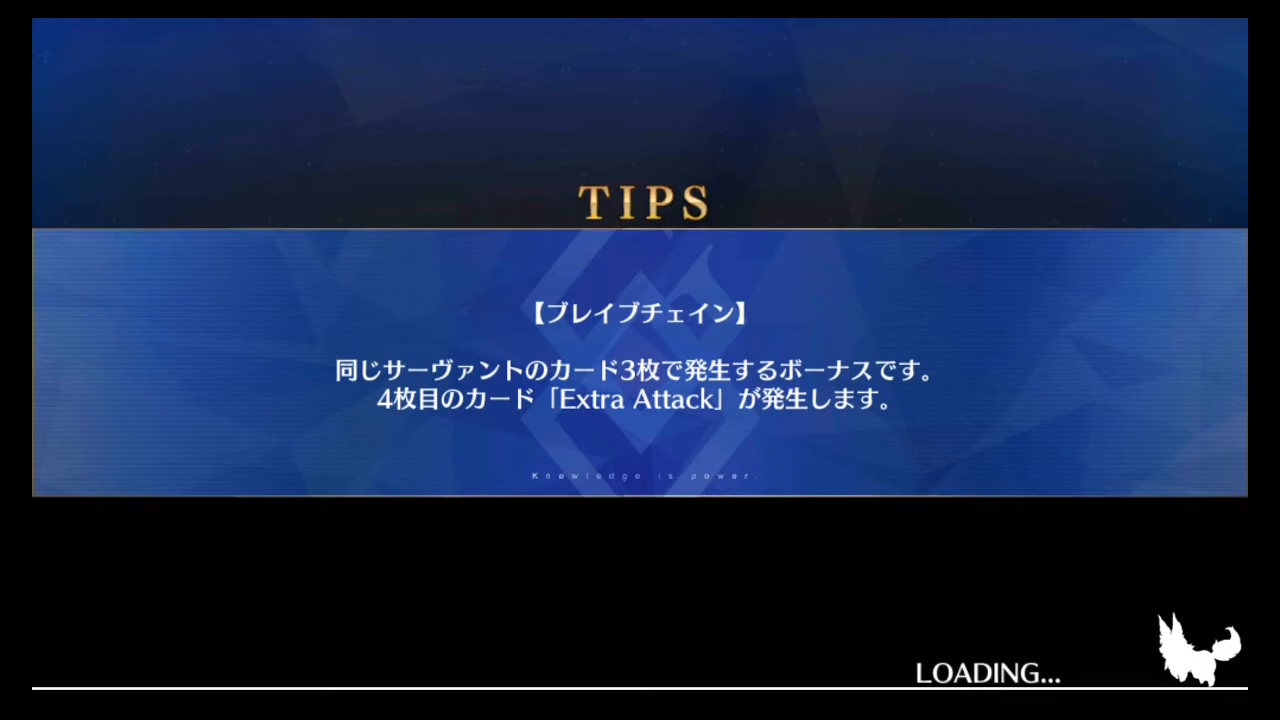 TIPS
【ブレイブチェイン】
同じサーヴァントのカード3枚で発生するボーナスです。
4枚目のカード「Extra Attack」が発生します。
Knowledge is power.
LOADING...